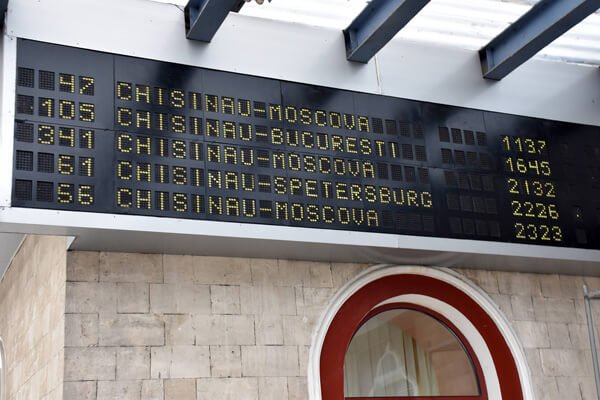 47 CHISINAU-MOSCOVA 1137
105 CHISINAU-BUCURESTI 1645
341 CHISINAU-MOSCOVA 2132
61 CHISINAU-SPETERSBURG 2226
56 CHISINAU-MOSCOVA 2323